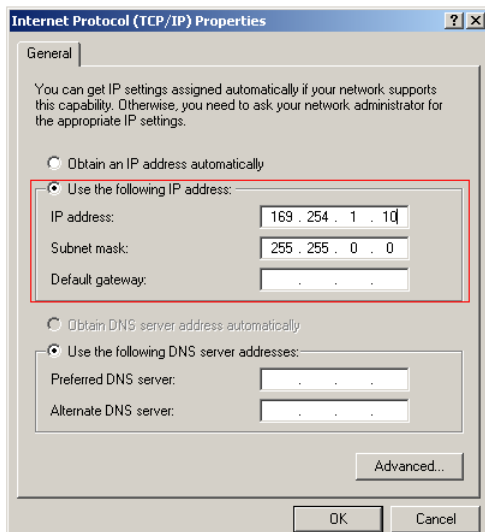 Internet Protocol (TCP/IP) Properties
General
You can get IP settings assigned automatically if your network supports
this capability. Otherwise, you need to ask your network administrator for
the appropriate IP settings.
Obtain an IP address automatically
Use the following IP address:
IP address: 169 . 254 . 1 . 10
Subnet mask: 255 . 255 . 0 . 0
Default gateway: . . .
Obtain DNS server address automatically
Use the following DNS server addresses:
Preferred DNS server: . . .
Alternate DNS server: . . .
Advanced...
OK Cancel